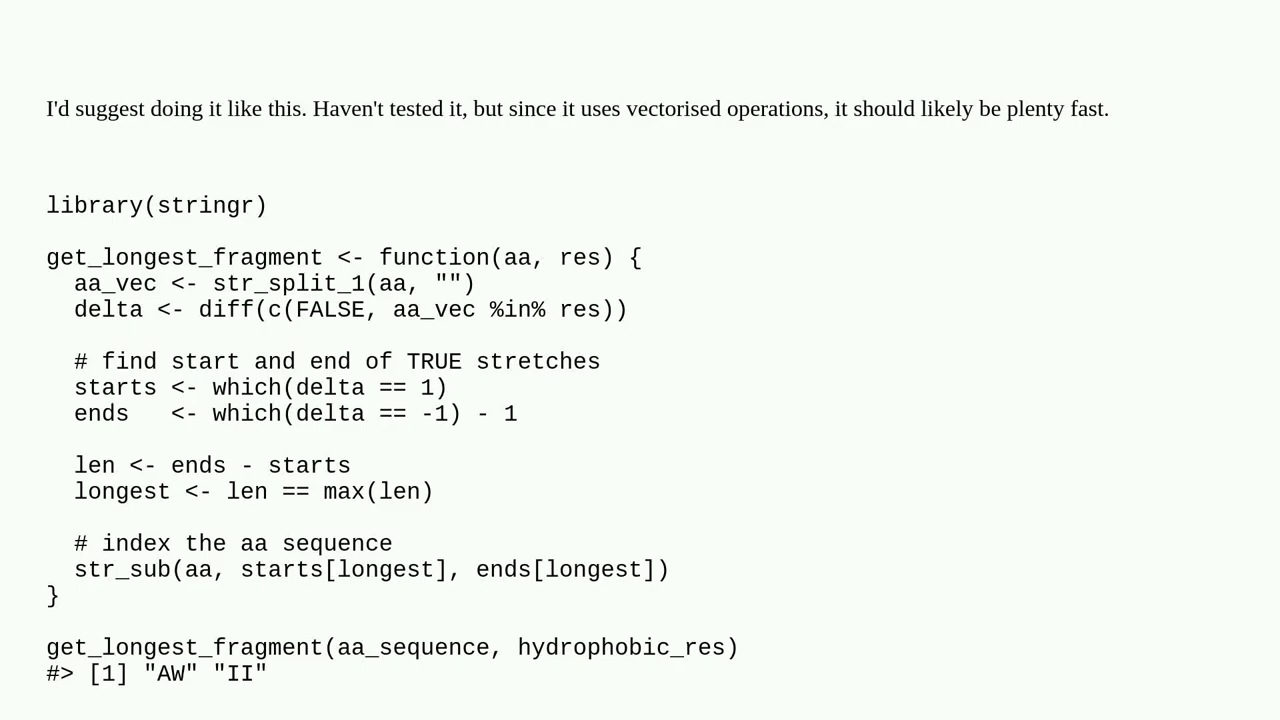 I'd suggest doing it like this. Haven't tested it, but since it uses vectorised operations, it should likely be plenty fast.
library(stringr)
get_longest_fragment <- function(aa, res) {
  aa_vec <- str_split_1(aa, "")
  delta <- diff(c(FALSE, aa_vec %in% res))
  # find start and end of TRUE stretches
  starts <- which(delta == 1)
  ends   <- which(delta == -1) - 1
  len <- ends - starts
  longest <- len == max(len)
  # index the aa sequence
  str_sub(aa, starts[longest], ends[longest])
}
get_longest_fragment(aa_sequence, hydrophobic_res)
#> [1] "AW" "II"